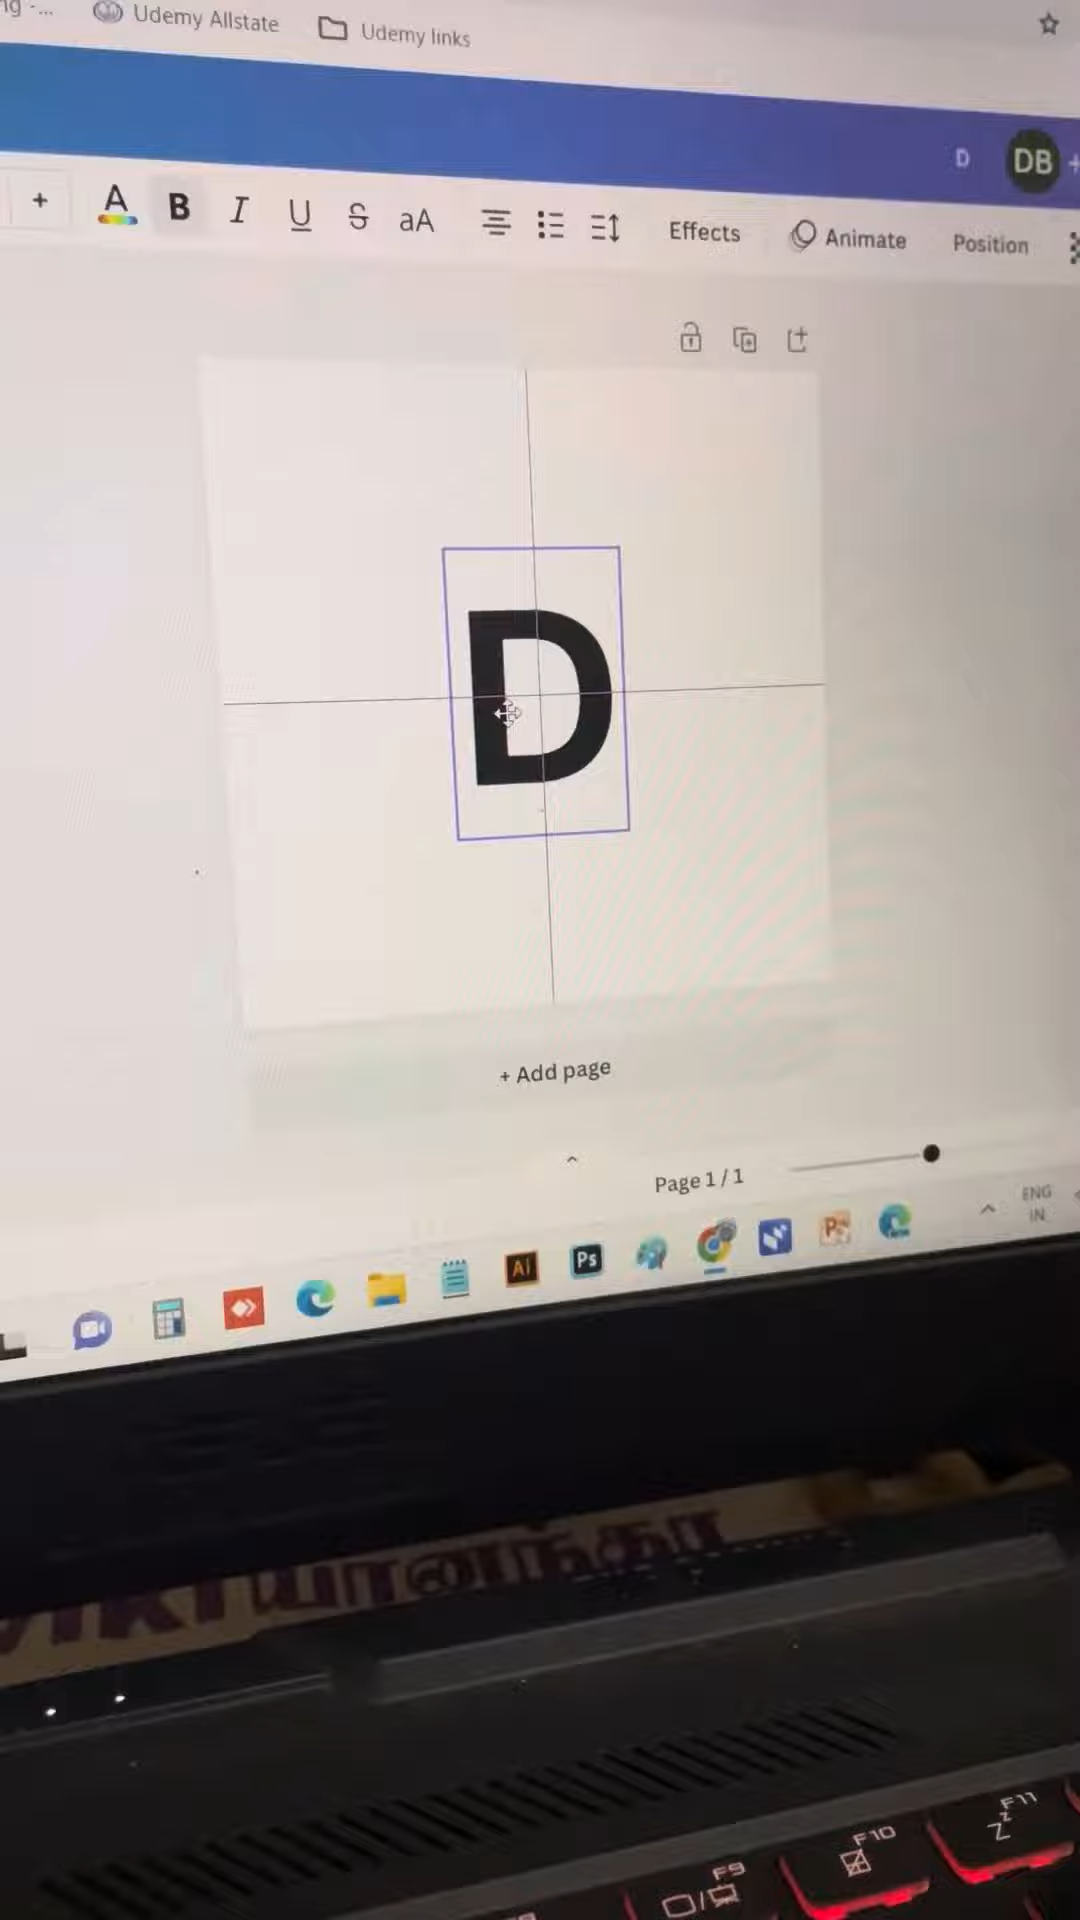 Udemy Allstate
Udemy links
D
DB
+
+
A B I U S aA
Effects
Animate
Position
D
+ Add page
Page 1 / 1
ENG
IN
Ai
Ps
F9
F10
F11